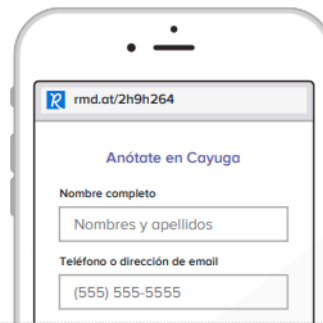 rmd.at/2h9h264
Anótate en Cayuga
Nombre completo
Nombres y apellidos
Teléfono o dirección de email
(555) 555-5555